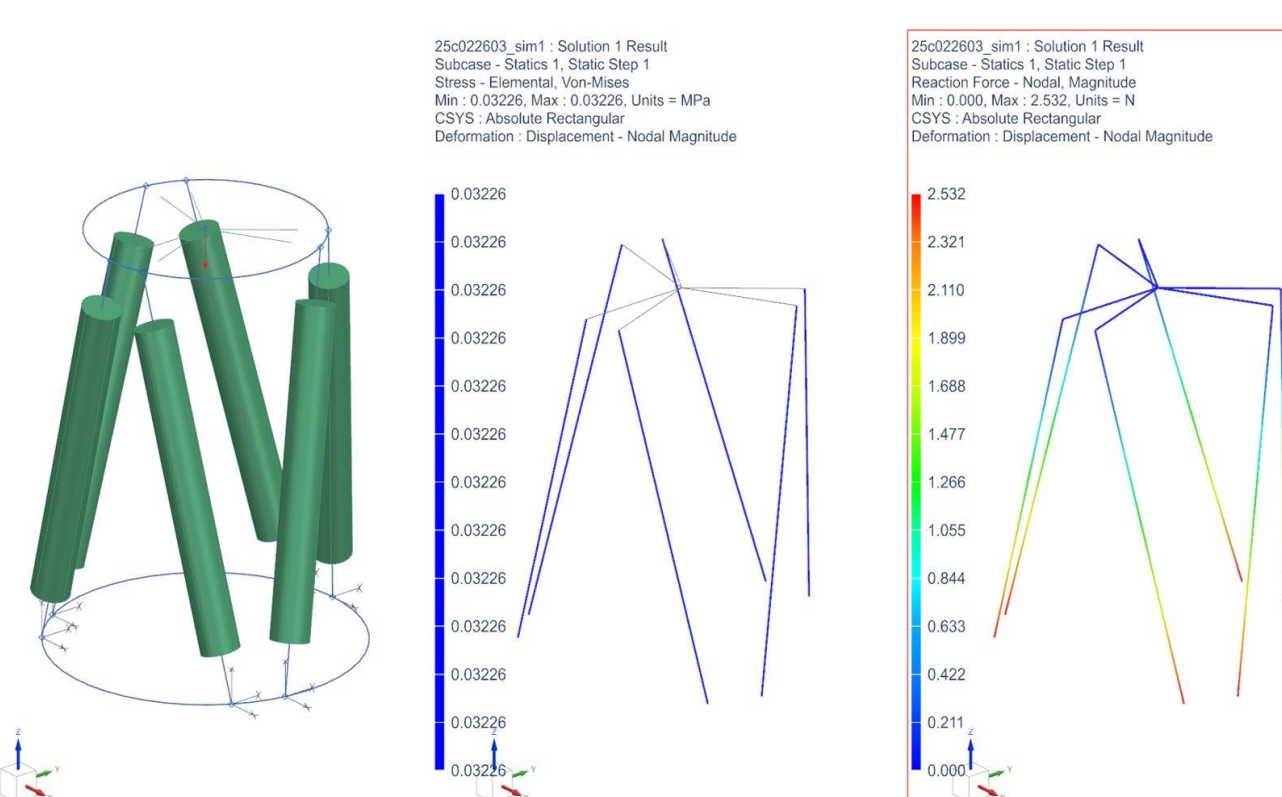 25c022603_sim1 : Solution 1 Result
Subcase - Statics 1, Static Step 1
Stress - Elemental, Von-Mises
Min : 0.03226, Max : 0.03226, Units = MPa
CSYS : Absolute Rectangular
Deformation : Displacement - Nodal Magnitude
0.03226
0.03226
0.03226
0.03226
0.03226
0.03226
0.03226
0.03226
0.03226
0.03226
0.03226
0.03226
0.03226
25c022603_sim1 : Solution 1 Result
Subcase - Statics 1, Static Step 1
Reaction Force - Nodal, Magnitude
Min : 0.000, Max : 2.532, Units = N
CSYS : Absolute Rectangular
Deformation : Displacement - Nodal Magnitude
2.532
2.321
2.110
1.899
1.688
1.477
1.266
1.055
0.844
0.633
0.422
0.211
0.000
Z
Y
Z
Y
Z
Y